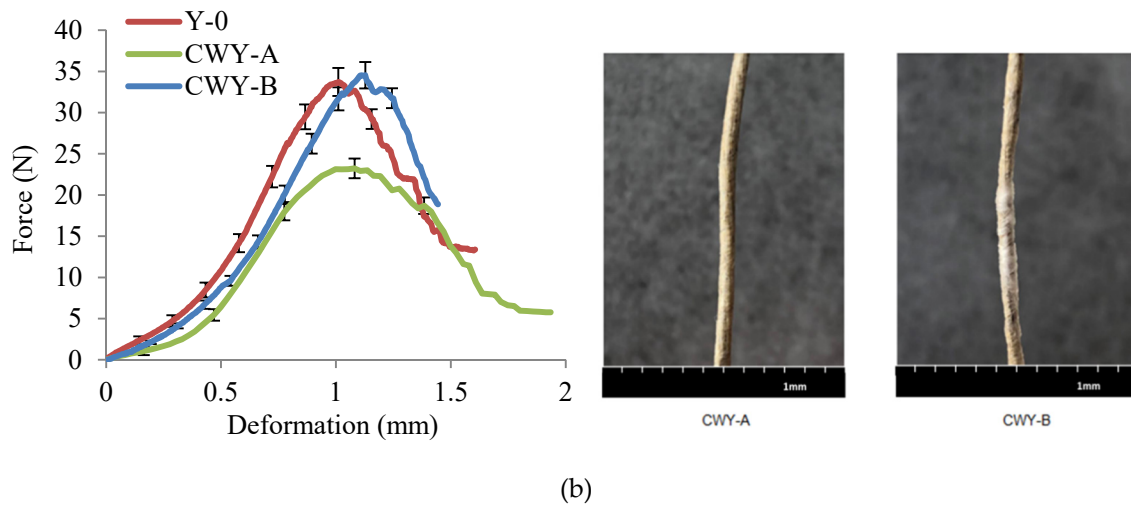 Y-0
CWY-A
CWY-B
40
35
30
25
20
15
10
5
0
Force (N)
0 0.5 1 1.5 2
Deformation (mm)
1mm
CWY-A
1mm
CWY-B
(b)